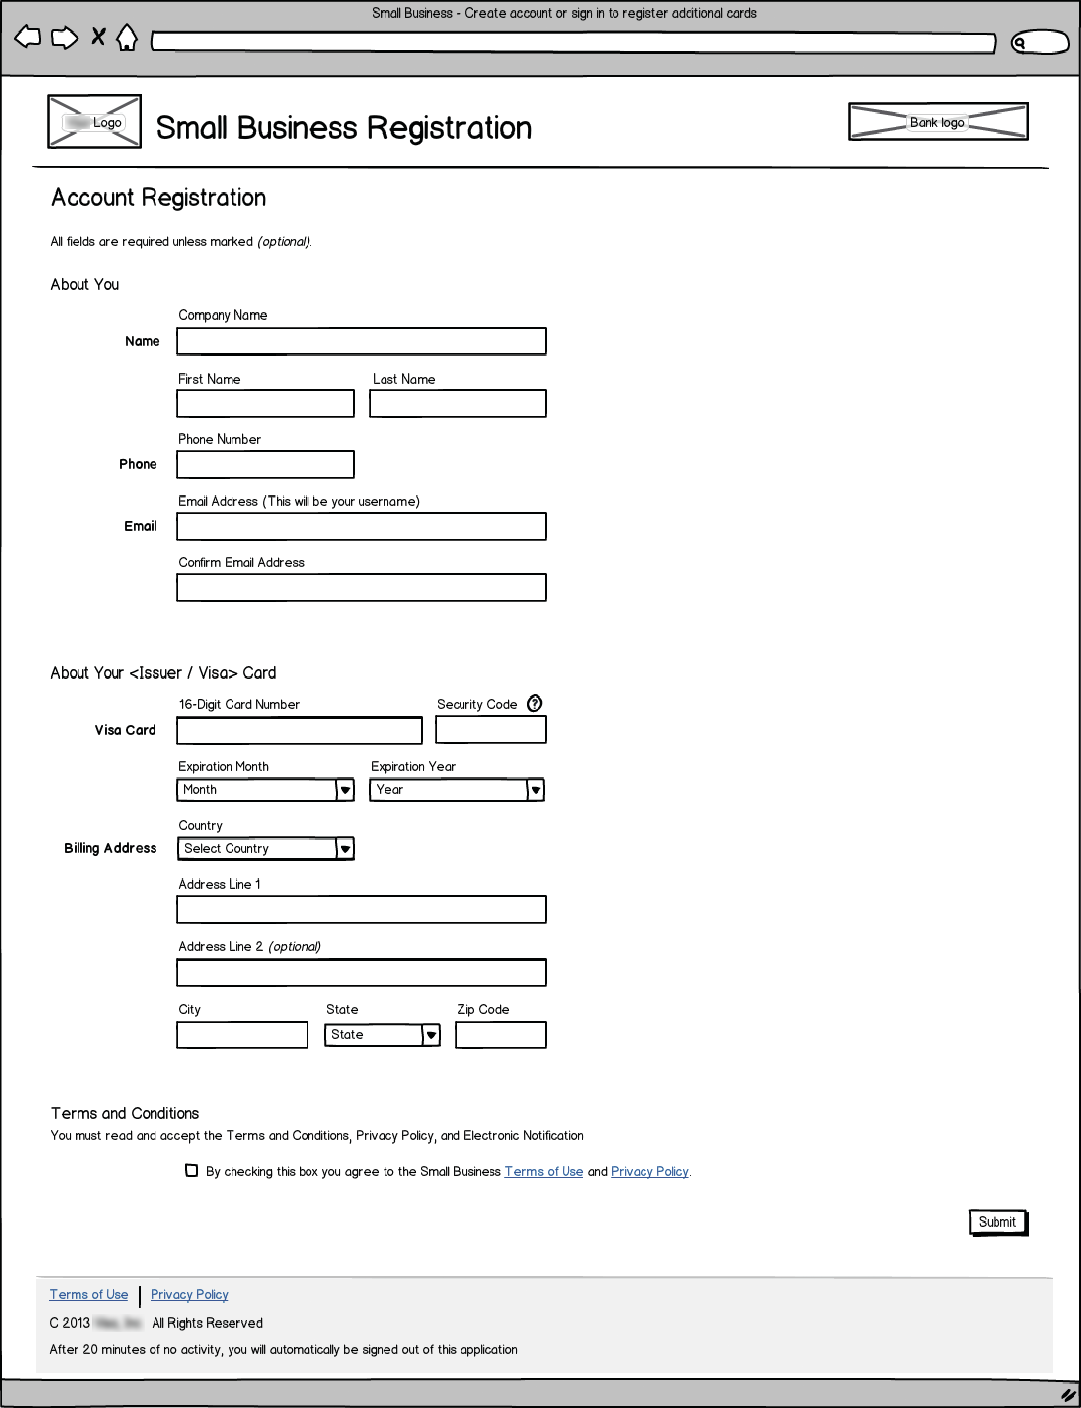 Small Business - Create account or sign in to register additional cards
Logo
Small Business Registration
Bank logo
Account Registration
All fields are required unless marked (optional).
About You
Company Name
Name
First Name Last Name
Phone Number
Phone
Email Address (This will be your username)
Email
Confirm Email Address
About Your <Issuer / Visa> Card
16-Digit Card Number Security Code ?
Visa Card
Expiration Month Expiration Year
Month Year
Country
Billing Address Select Country
Address Line 1
Address Line 2 (optional)
City State Zip Code
State
Terms and Conditions
You must read and accept the Terms and Conditions, Privacy Policy, and Electronic Notification
By checking this box you agree to the Small Business Terms of Use and Privacy Policy.
Submit
Terms of Use Privacy Policy
C 2013 All Rights Reserved
After 20 minutes of no activity, you will automatically be signed out of this application